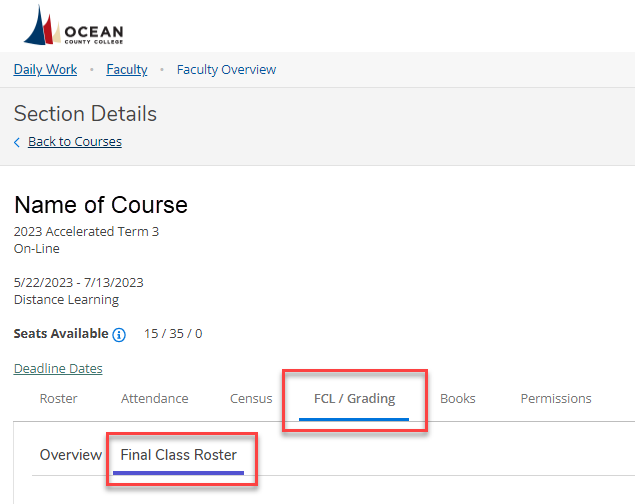 OCEAN
COUNTY COLLEGE
Daily Work • Faculty • Faculty Overview
Section Details
< Back to Courses
Name of Course
2023 Accelerated Term 3
On-Line
5/22/2023 - 7/13/2023
Distance Learning
Seats Available i 15 / 35 / 0
Deadline Dates
Roster Attendance Census FCL / Grading Books Permissions
Overview Final Class Roster